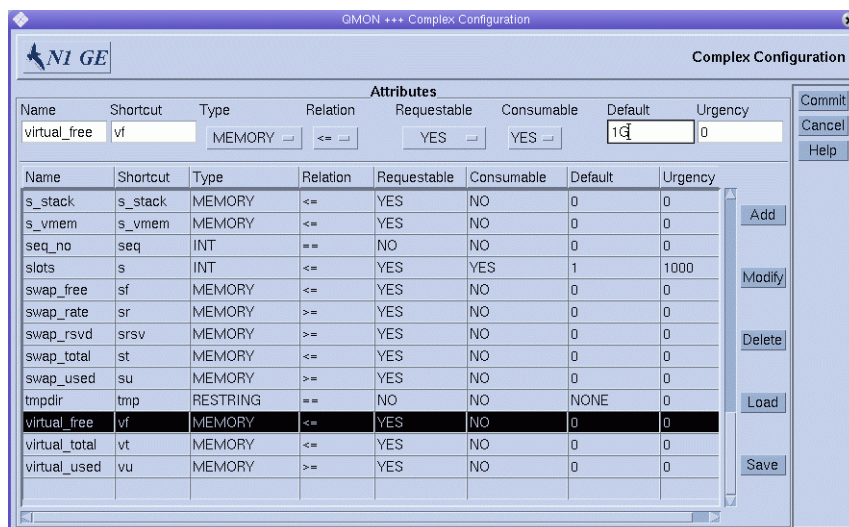 QMON +++ Complex Configuration
N1 GE
Complex Configuration
Attributes
Name Shortcut Type Relation Requestable Consumable Default Urgency
virtual_free vf MEMORY <= YES YES 1G 0
Commit
Cancel
Help
Name Shortcut Type Relation Requestable Consumable Default Urgency
s_stack s_stack MEMORY <= YES NO 0 0
s_vmem s_vmem MEMORY <= YES NO 0 0
seq_no seq INT == NO NO 0 0
slots s INT <= YES YES 1 1000
swap_free sf MEMORY <= YES NO 0 0
swap_rate sr MEMORY >= YES NO 0 0
swap_rsvd srsv MEMORY >= YES NO 0 0
swap_total st MEMORY <= YES NO 0 0
swap_used su MEMORY >= YES NO 0 0
tmpdir tmp RESTRING == NO NO NONE 0
virtual_free vf MEMORY <= YES NO 0 0
virtual_total vt MEMORY <= YES NO 0 0
virtual_used vu MEMORY >= YES NO 0 0
Add
Modify
Delete
Load
Save